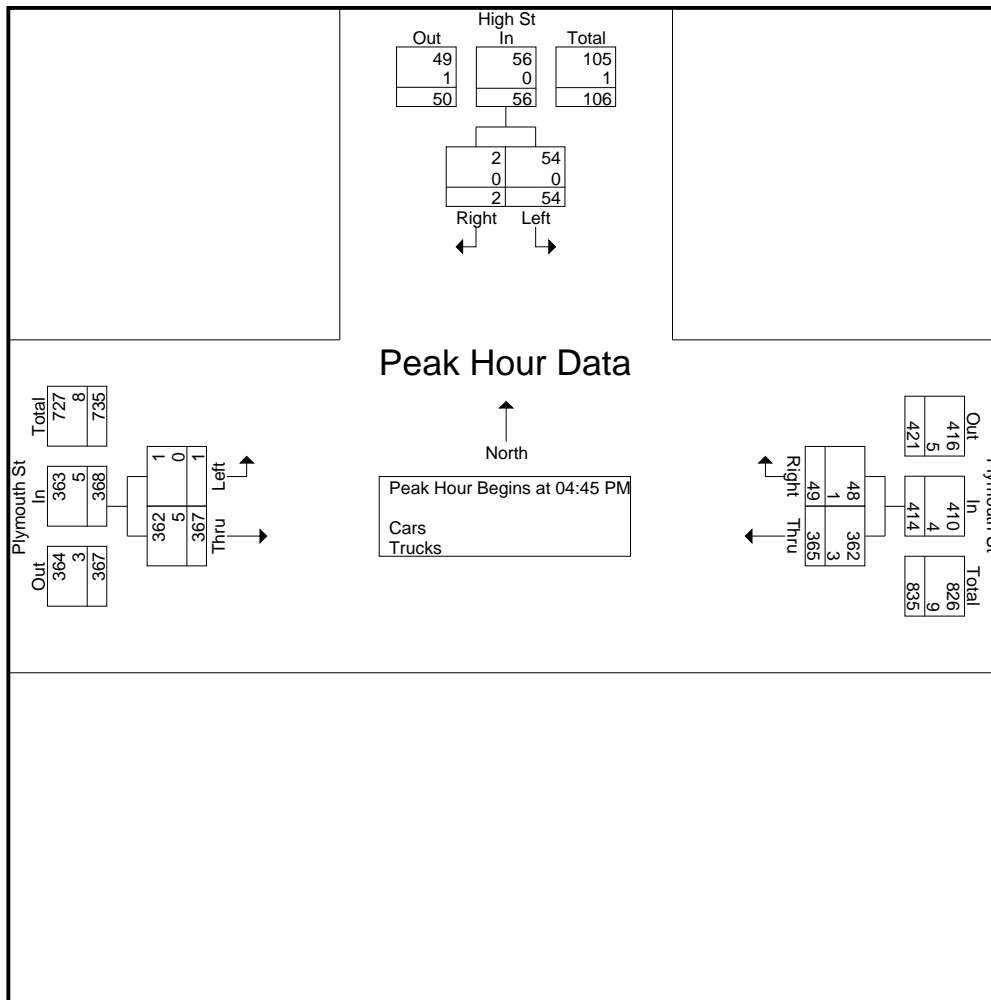 High St
Out In Total
49 56 105
1 0 1
50 56 106
2 54
0 0
2 54
Right Left
Peak Hour Data
North
Peak Hour Begins at 04:45 PM
Cars
Trucks
Plymouth St
Out In Total
364 363 727
3 5 8
367 368 735
Left Thru
1 362
0 5
1 367
Plymouth St
Out In Total
416 410 826
5 4 9
421 414 835
Right Thru
48 362
1 3
49 365